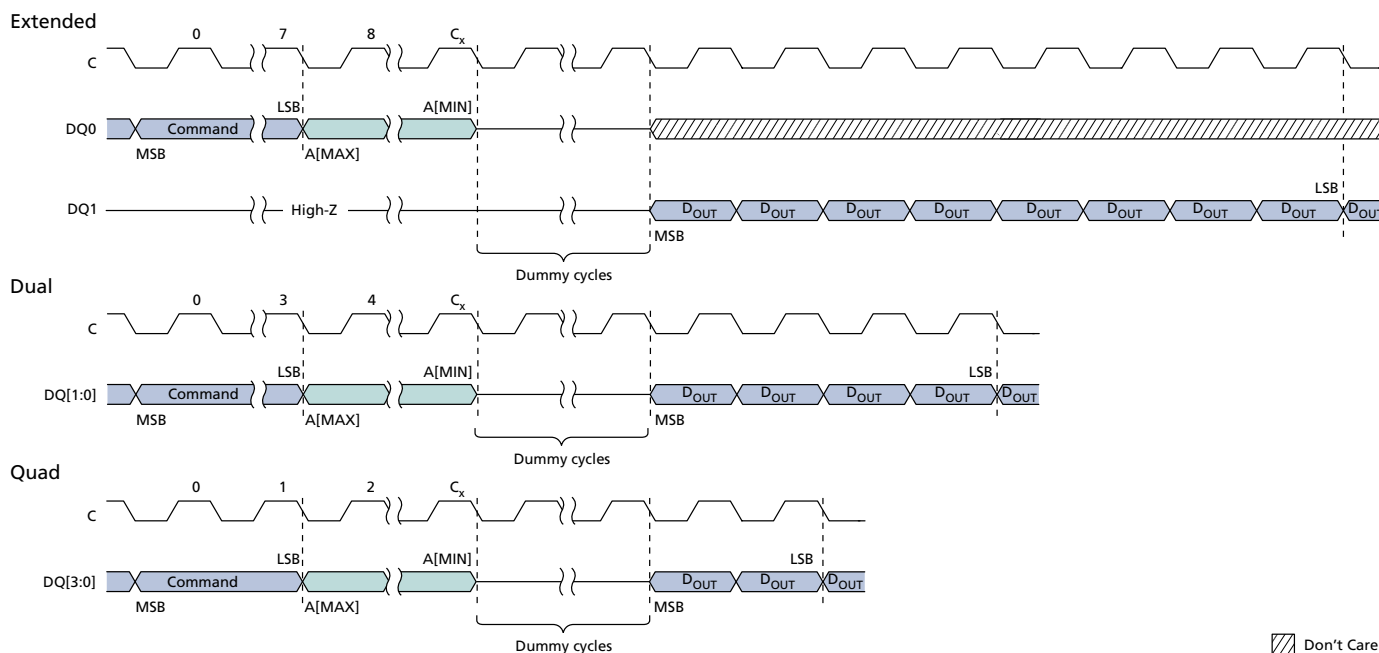 Extended
0 7 8 Cx
C
LSB A[MIN]
DQ0 Command
MSB A[MAX]
LSB
DQ1 High-Z DOUT DOUT DOUT DOUT DOUT DOUT DOUT DOUT DOUT
MSB
Dummy cycles
Dual
0 3 4 Cx
C
LSB A[MIN] LSB
DQ[1:0] Command DOUT DOUT DOUT DOUT DOUT
MSB A[MAX] MSB
Dummy cycles
Quad
0 1 2 Cx
C
LSB A[MIN] LSB
DQ[3:0] Command DOUT DOUT DOUT
MSB A[MAX] MSB
Dummy cycles
Don't Care